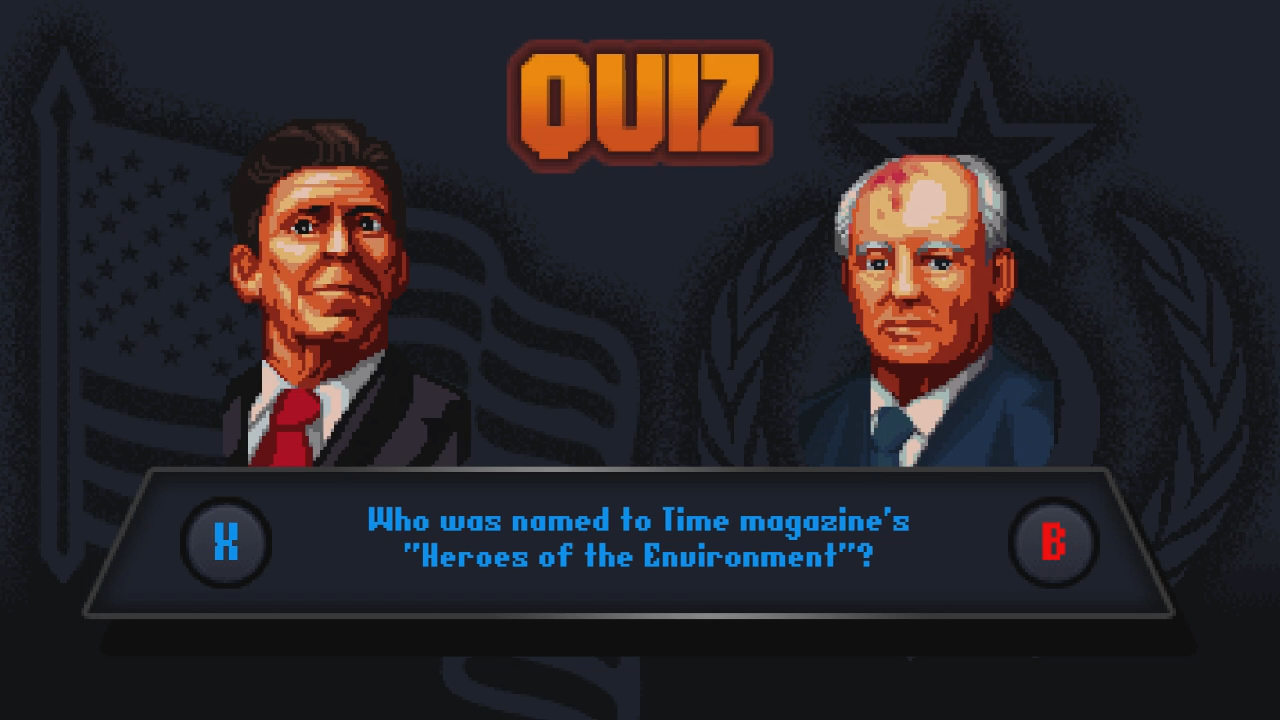 QUIZ
Who was named to Time magazine's
"Heroes of the Environment"?
X
B